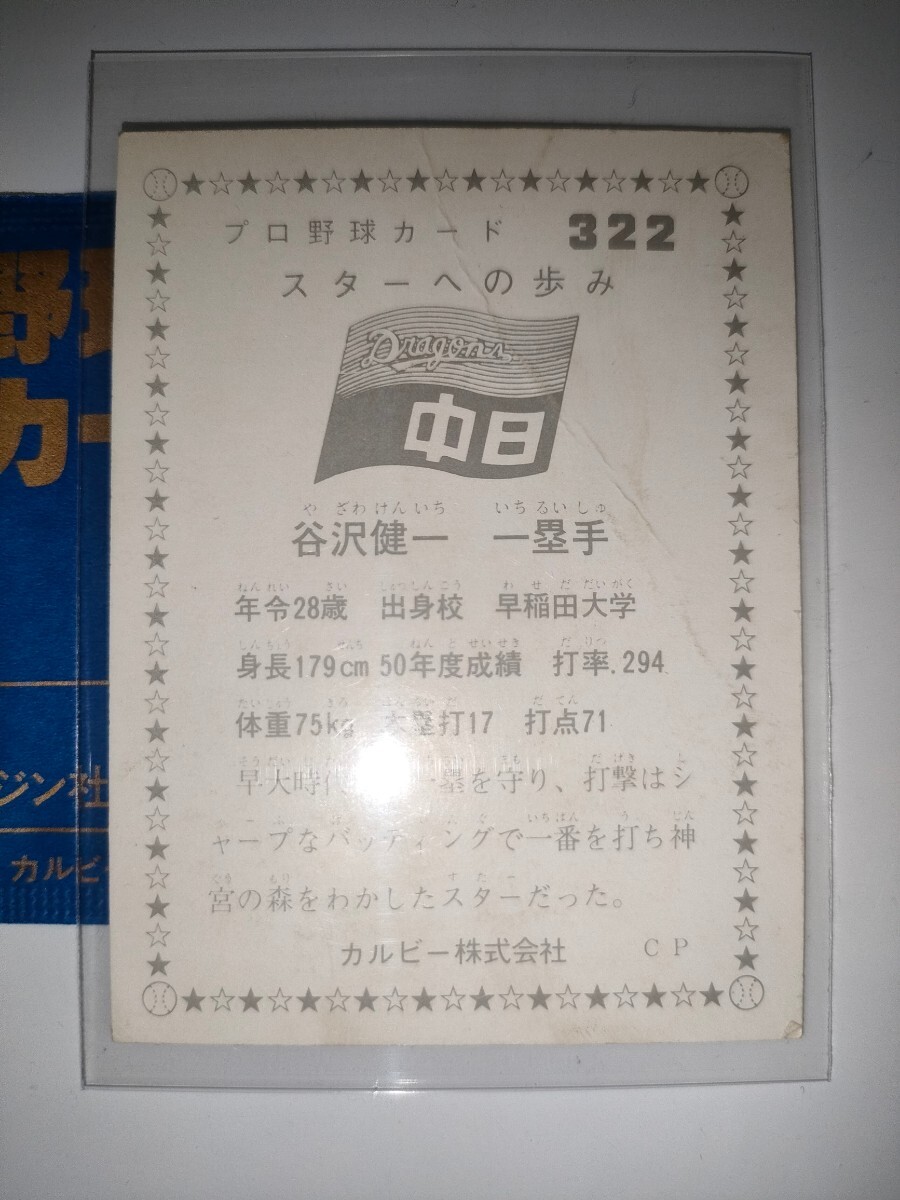 プロ野球カード 322
スターへの歩み
Dragons
中日
やざわけんいち いちるいしゅ
谷沢健一 一塁手
ねんれい さい しゅっしんこう わせだだいがく
年令28歳 出身校 早稲田大学
しんちょう せんち ねんどせいせき だりつ
身長179cm 50年度成績 打率.294
たいじゅう きろ だ だてん
体重75kg 本塁打17 打点71
早大時代 塁を守り、打撃はシ
ャープなバッティングで一番を打ち神
宮の森をわかしたスターだった。
カルビー株式会社 CP
野球
カー
ジン社
カルビー